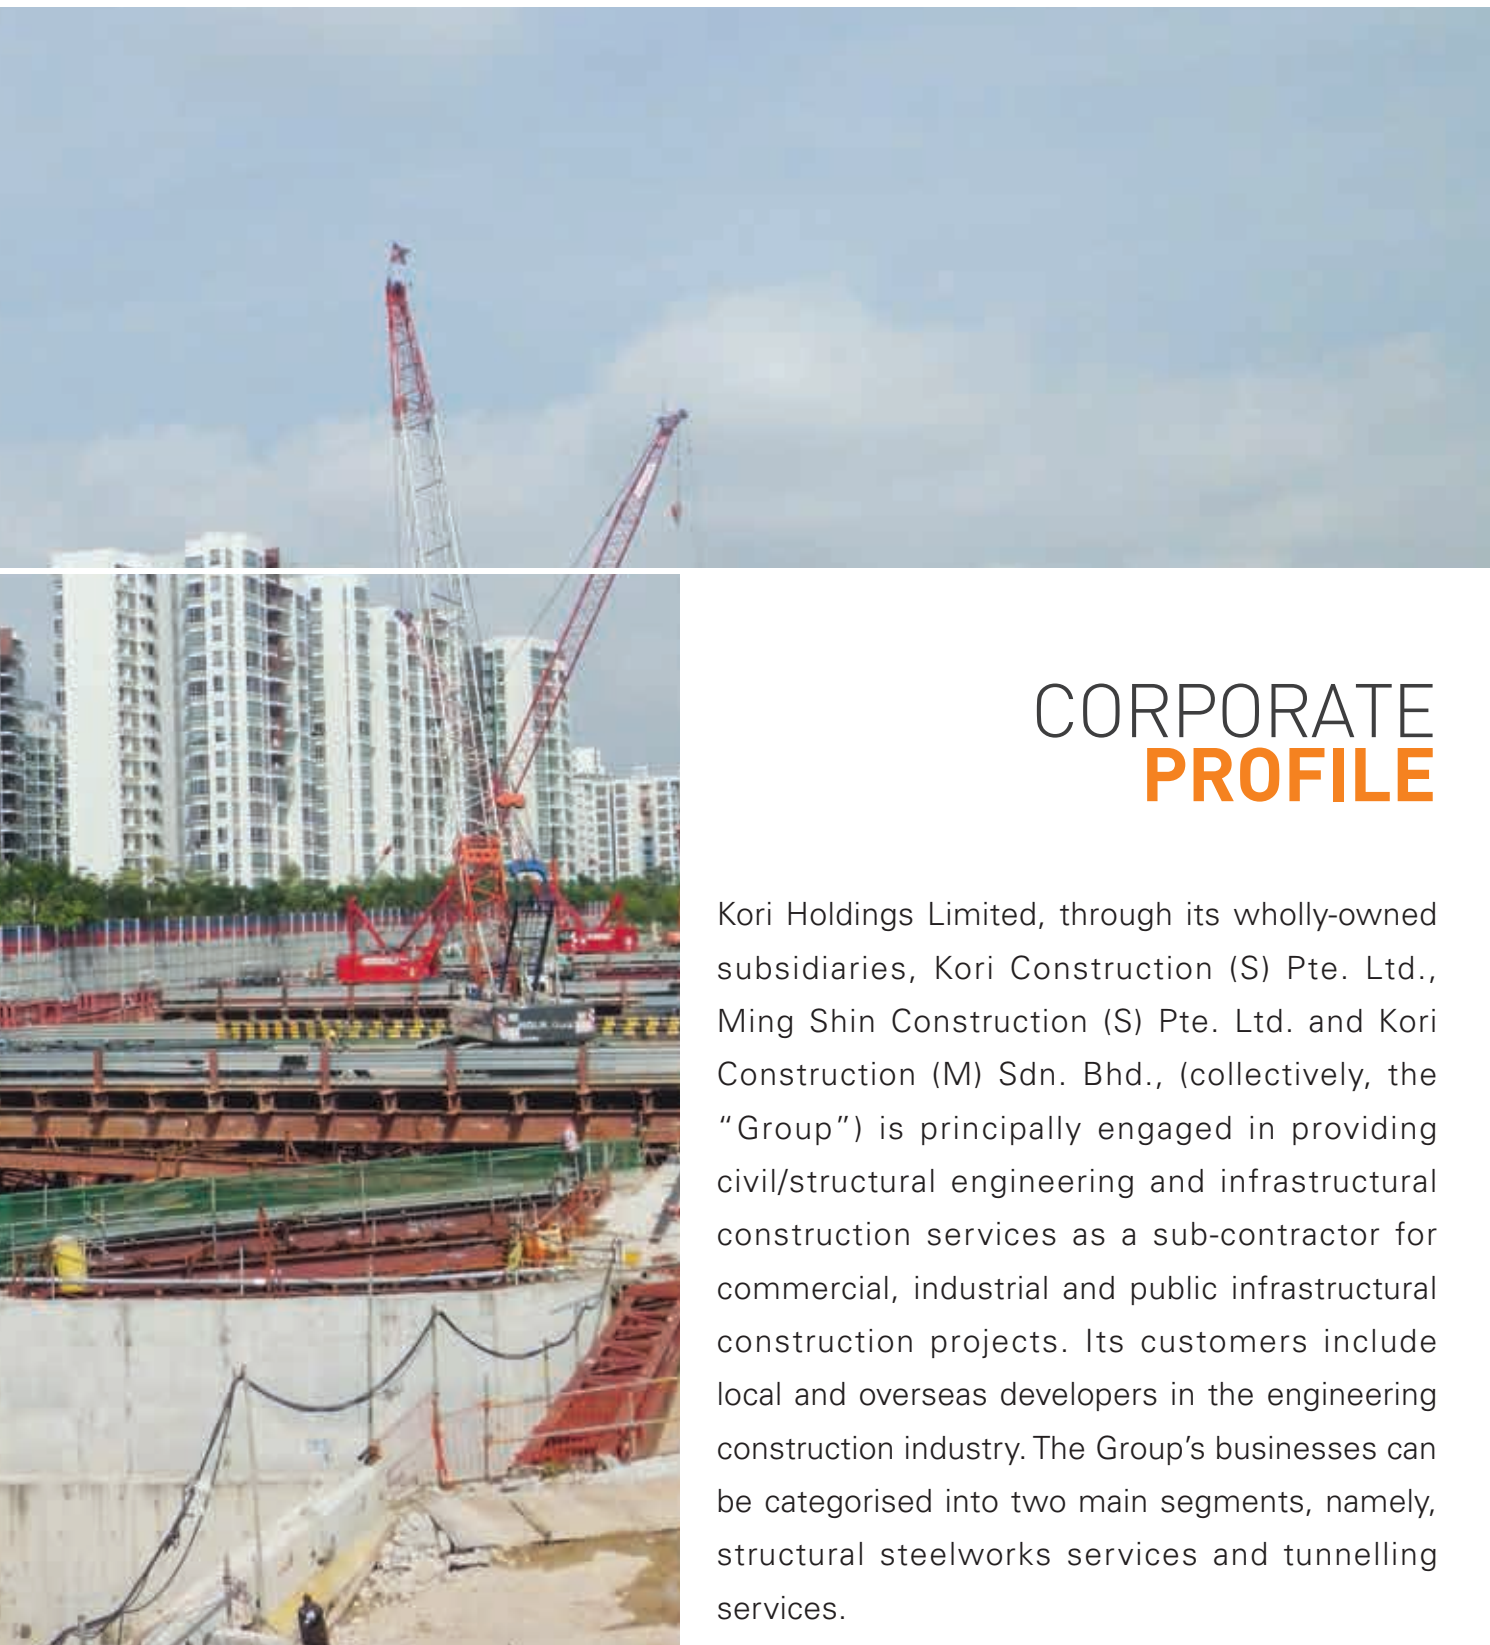 CORPORATE
PROFILE
Kori Holdings Limited, through its wholly-owned
subsidiaries, Kori Construction (S) Pte. Ltd.,
Ming Shin Construction (S) Pte. Ltd. and Kori
Construction (M) Sdn. Bhd., (collectively, the
“Group”) is principally engaged in providing
civil/structural engineering and infrastructural
construction services as a sub-contractor for
commercial, industrial and public infrastructural
construction projects. Its customers include
local and overseas developers in the engineering
construction industry. The Group’s businesses can
be categorised into two main segments, namely,
structural steelworks services and tunnelling
services.